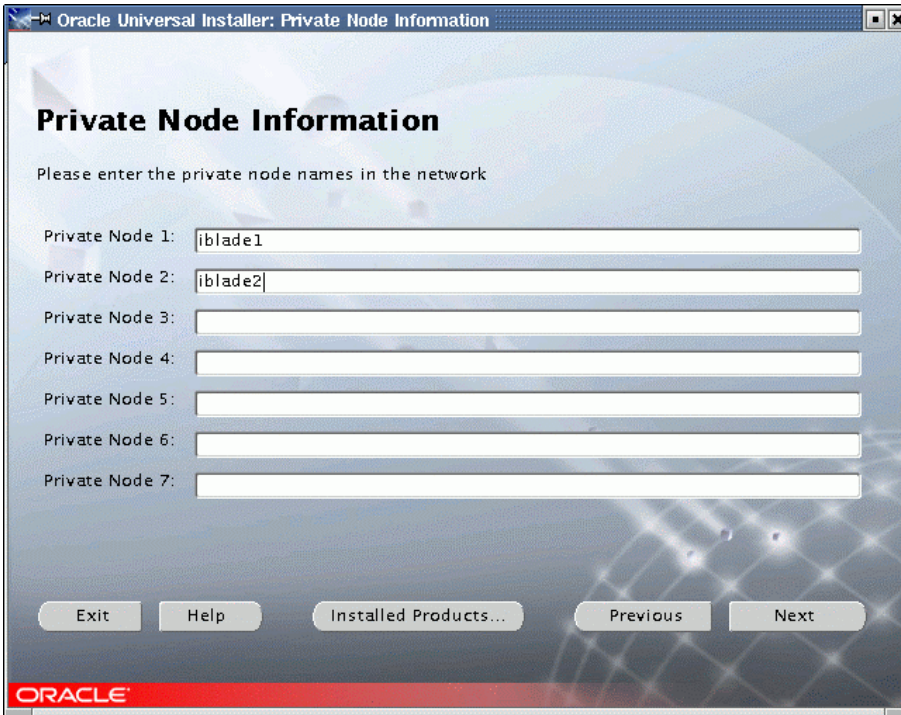 Oracle Universal Installer: Private Node Information
Private Node Information
Please enter the private node names in the network
Private Node 1: iblade1
Private Node 2: iblade2
Private Node 3:
Private Node 4:
Private Node 5:
Private Node 6:
Private Node 7:
Exit Help Installed Products... Previous Next
ORACLE